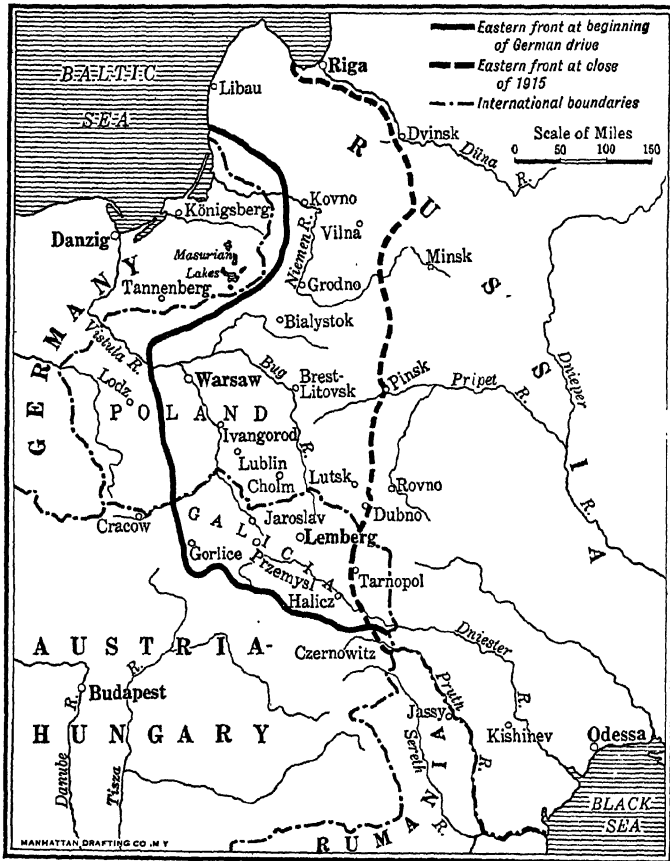 Eastern front at beginning
of German drive
Eastern front at close
of 1915
International boundaries
Scale of Miles
0 50 100 150
BALTIC
SEA
Riga
Libau
Dvinsk
Düna
R.
RUSSIA
Kovno
Königsberg
Vilna
Niemen R.
Danzig
Masurian
Lakes
Minsk
Grodno
Tannenberg
GERMANY
Bialystok
Vistula R.
Bug
R.
Warsaw
Brest-
Litovsk
Pinsk
Pripet
R.
Dnieper
R.
Lodz
POLAND
Ivangorod
Lublin
Cholm
Lutsk
Rovno
Cracow
GALICIA
Jaroslav
Dubno
Lemberg
Gorlice
Przemysl
Tarnopol
Halicz
Dniester
R.
AUSTRIA-
Czernowitz
R.
Budapest
R.
Pruth
R.
Jassy
Kishinev
Odessa
HUNGARY
Danube
Tisza
Sereth
R.
RUMANIA
BLACK
SEA
MANHATTAN DRAFTING CO. N Y